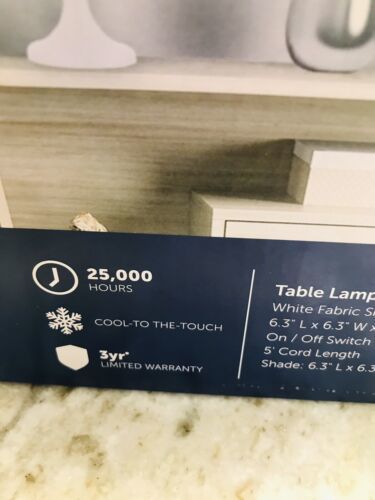 25,000
HOURS
COOL-TO THE-TOUCH
3yr*
LIMITED WARRANTY
Table Lamp
White Fabric
6.3" L x 6.3" W x
On / Off Switch
5' Cord Length
Shade: 6.3" L x 6.3